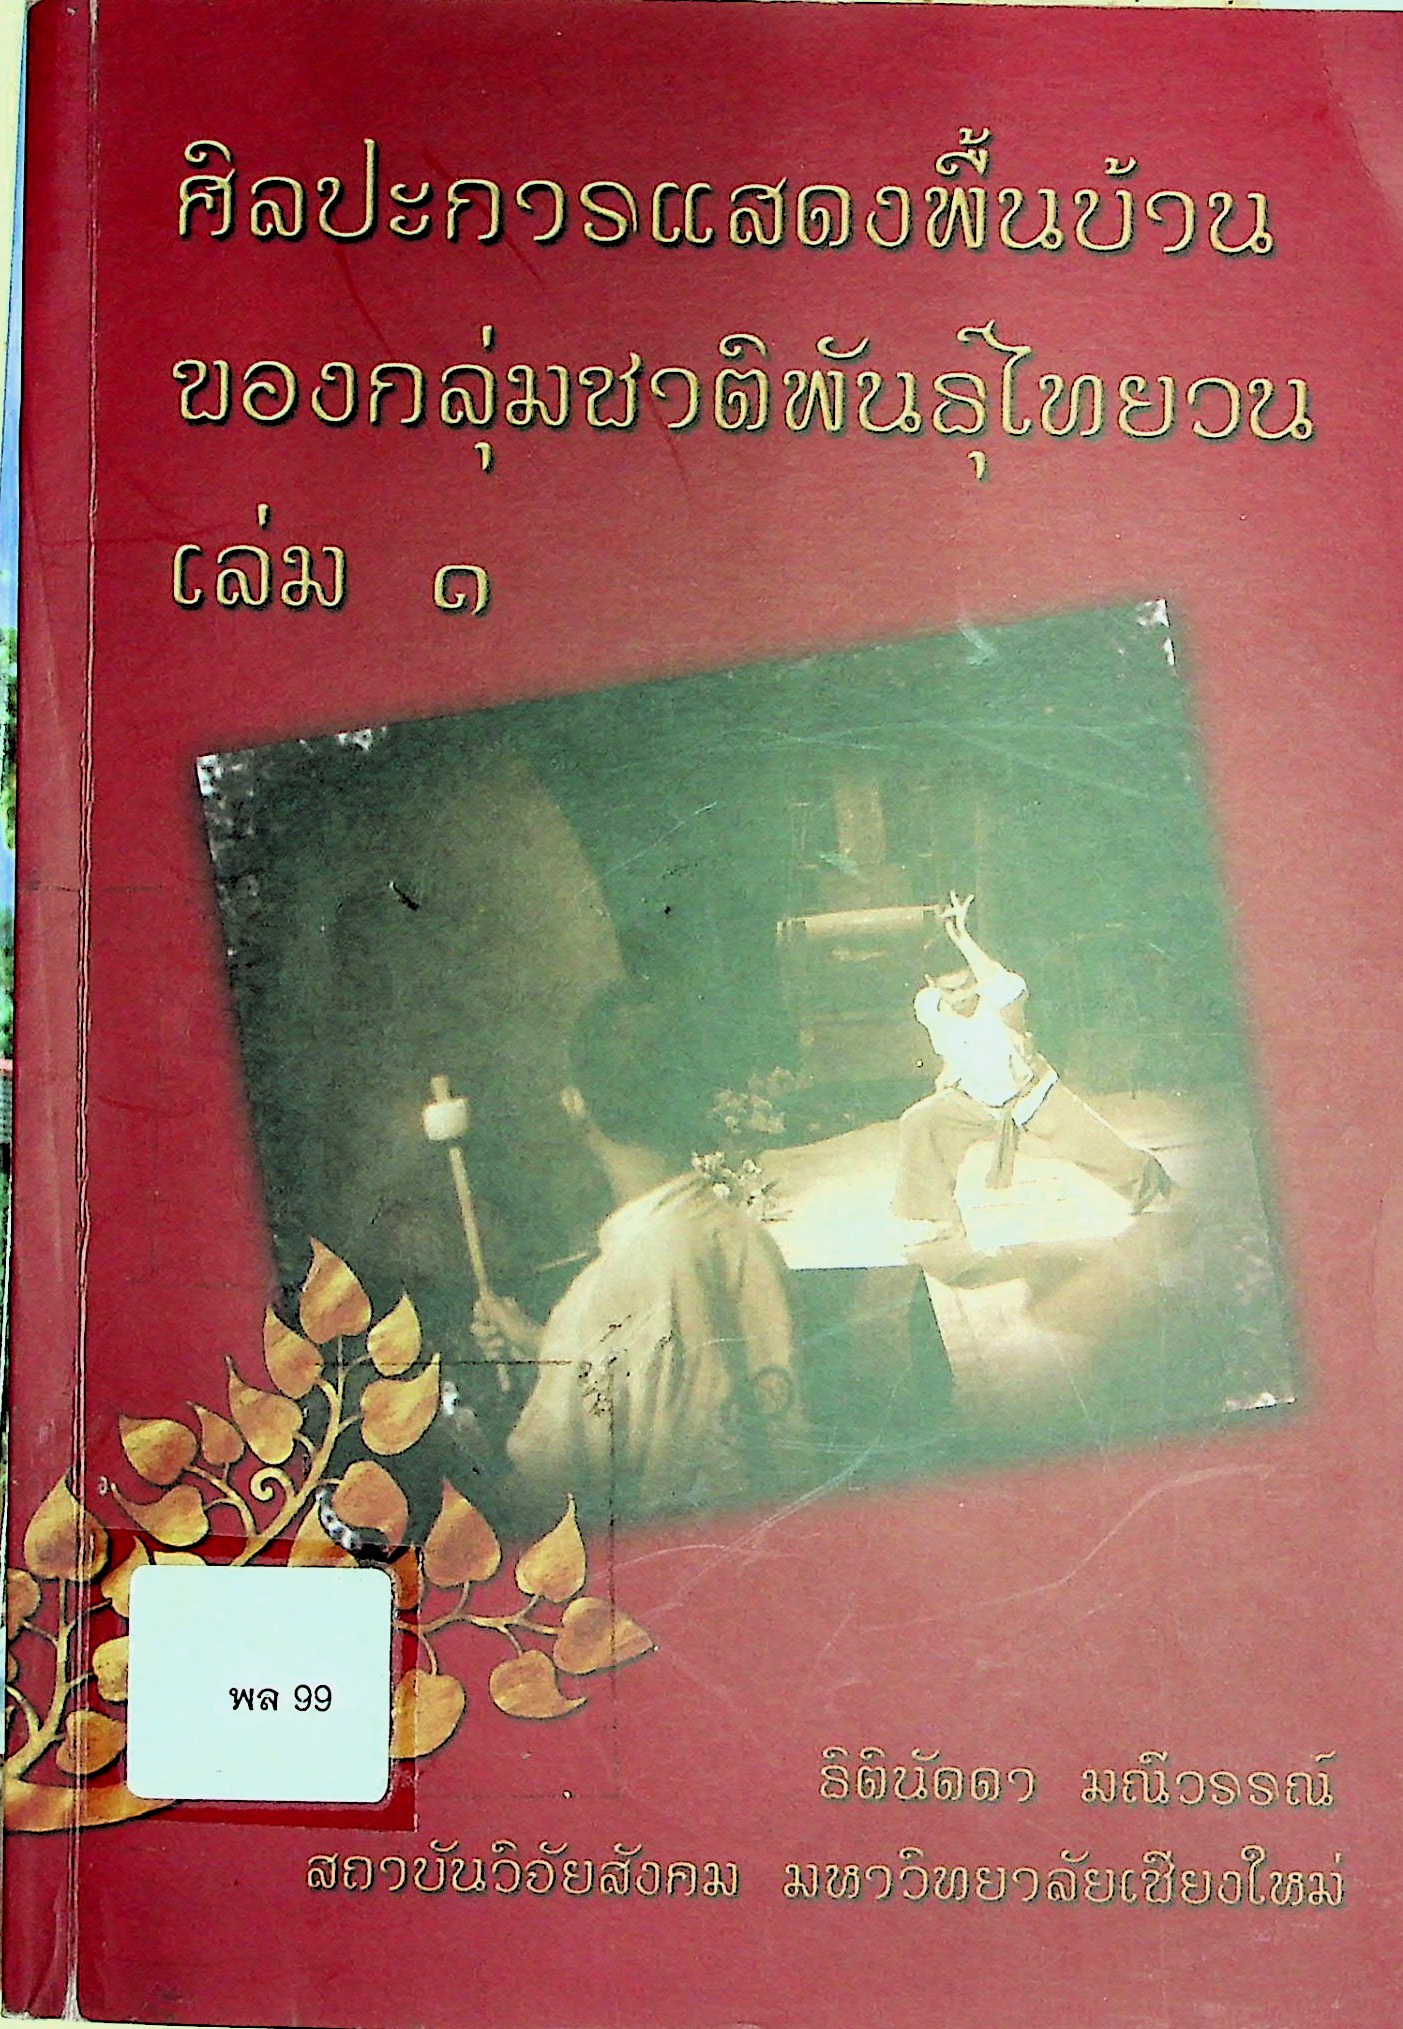 ศิลปะการแสดงพื้นบ้าน
ของกลุ่มชาติพันธุ์ไทยวน
เล่ม ๑
พล 99
ธิตินัดดา มณีวรรณ์
สถาบันวิจัยสังคม มหาวิทยาลัยเชียงใหม่